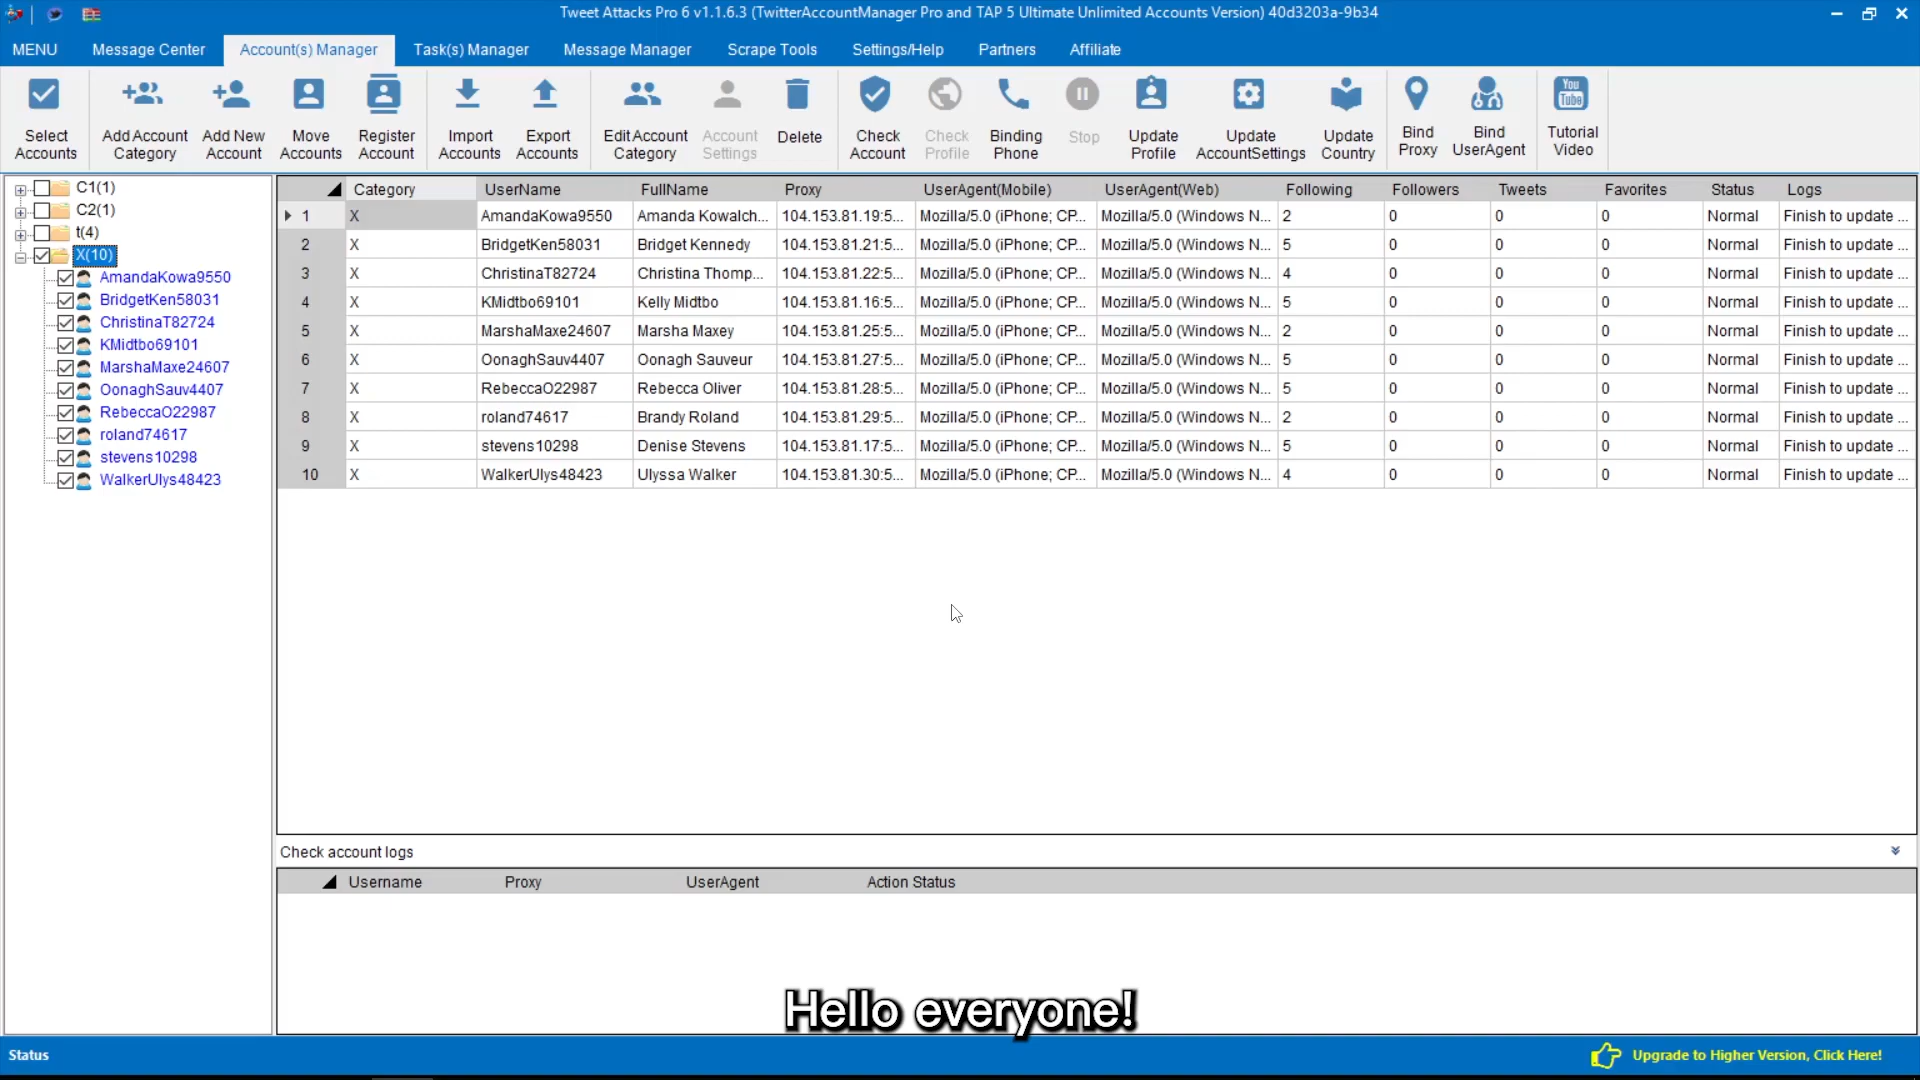 Tweet Attacks Pro 6 v1.1.6.3 (TwitterAccountManager Pro and TAP 5 Ultimate Unlimited Accounts Version) 40d3203a-9b34
MENU Message Center Account(s) Manager Task(s) Manager Message Manager Scrape Tools Settings/Help Partners Affiliate
Select Accounts
Add Account Category
Add New Account
Move Accounts
Register Account
Import Accounts
Export Accounts
Edit Account Category
Account Settings
Delete
Check Account
Check Profile
Binding Phone
Stop
Update Profile
Update AccountSettings
Update Country
Bind Proxy
Bind UserAgent
You Tube
Tutorial Video
C1(1)
C2(1)
t(4)
X(10)
AmandaKowa9550
BridgetKen58031
ChristinaT82724
KMidtbo69101
MarshaMaxe24607
OonaghSauv4407
RebeccaO22987
roland74617
stevens10298
WalkerUlys48423
Category UserName FullName Proxy UserAgent(Mobile) UserAgent(Web) Following Followers Tweets Favorites Status Logs
1 X AmandaKowa9550 Amanda Kowalch... 104.153.81.19:5... Mozilla/5.0 (iPhone; CP... Mozilla/5.0 (Windows N... 2 0 0 0 Normal Finish to update ...
2 X BridgetKen58031 Bridget Kennedy 104.153.81.21:5... Mozilla/5.0 (iPhone; CP... Mozilla/5.0 (Windows N... 5 0 0 0 Normal Finish to update ...
3 X ChristinaT82724 Christina Thomp... 104.153.81.22:5... Mozilla/5.0 (iPhone; CP... Mozilla/5.0 (Windows N... 4 0 0 0 Normal Finish to update ...
4 X KMidtbo69101 Kelly Midtbo 104.153.81.16:5... Mozilla/5.0 (iPhone; CP... Mozilla/5.0 (Windows N... 5 0 0 0 Normal Finish to update ...
5 X MarshaMaxe24607 Marsha Maxey 104.153.81.25:5... Mozilla/5.0 (iPhone; CP... Mozilla/5.0 (Windows N... 2 0 0 0 Normal Finish to update ...
6 X OonaghSauv4407 Oonagh Sauveur 104.153.81.27:5... Mozilla/5.0 (iPhone; CP... Mozilla/5.0 (Windows N... 5 0 0 0 Normal Finish to update ...
7 X RebeccaO22987 Rebecca Oliver 104.153.81.28:5... Mozilla/5.0 (iPhone; CP... Mozilla/5.0 (Windows N... 5 0 0 0 Normal Finish to update ...
8 X roland74617 Brandy Roland 104.153.81.29:5... Mozilla/5.0 (iPhone; CP... Mozilla/5.0 (Windows N... 2 0 0 0 Normal Finish to update ...
9 X stevens10298 Denise Stevens 104.153.81.17:5... Mozilla/5.0 (iPhone; CP... Mozilla/5.0 (Windows N... 5 0 0 0 Normal Finish to update ...
10 X WalkerUlys48423 Ulyssa Walker 104.153.81.30:5... Mozilla/5.0 (iPhone; CP... Mozilla/5.0 (Windows N... 4 0 0 0 Normal Finish to update ...
Check account logs
Username Proxy UserAgent Action Status
Hello everyone!
Status
Upgrade to Higher Version, Click Here!